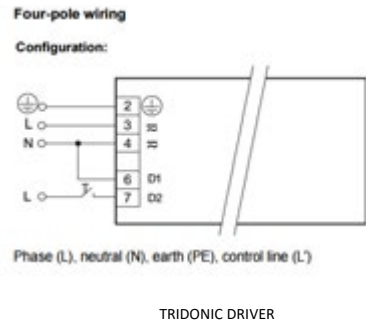 Four-pole wiring
Configuration:
2
L 3
N 4
6 D1
L 7 D2
Phase (L), neutral (N), earth (PE), control line (L')
TRIDONIC DRIVER